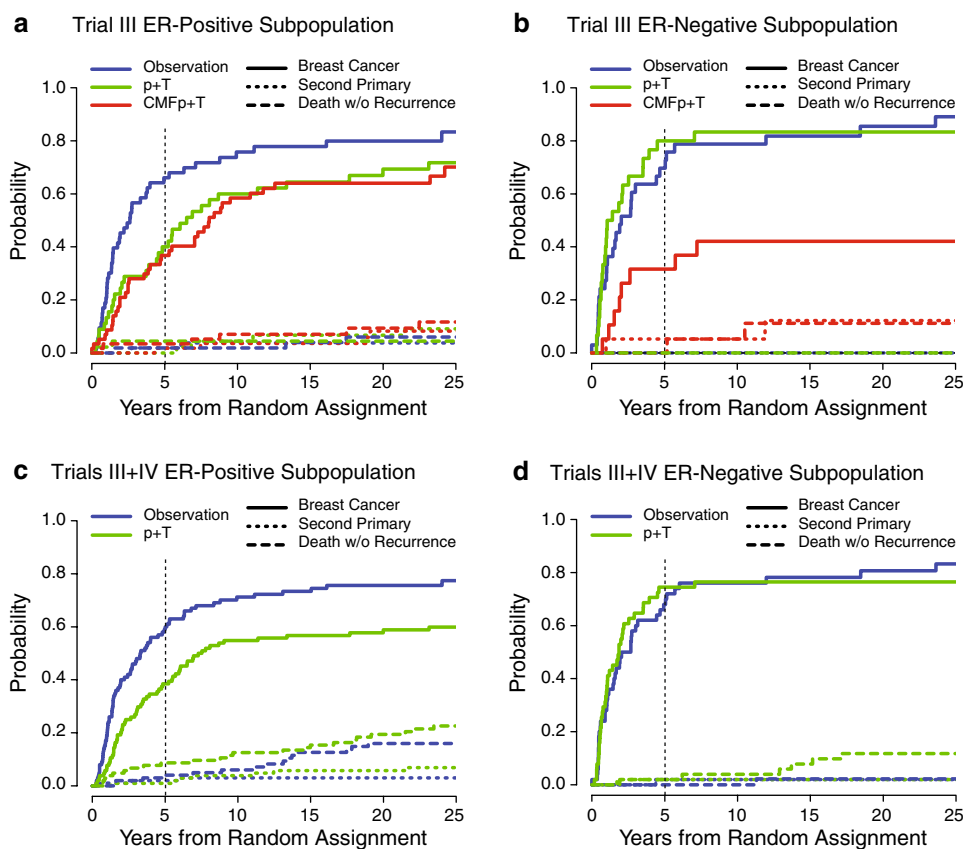 a Trial III ER-Positive Subpopulation
Observation Breast Cancer
p+T Second Primary
CMFp+T Death w/o Recurrence
1.0
0.8
0.6
0.4
0.2
0.0
Probability
0 5 10 15 20 25
Years from Random Assignment
b Trial III ER-Negative Subpopulation
Observation Breast Cancer
p+T Second Primary
CMFp+T Death w/o Recurrence
1.0
0.8
0.6
0.4
0.2
0.0
Probability
0 5 10 15 20 25
Years from Random Assignment
c Trials III+IV ER-Positive Subpopulation
Observation Breast Cancer
p+T Second Primary
Death w/o Recurrence
1.0
0.8
0.6
0.4
0.2
0.0
Probability
0 5 10 15 20 25
Years from Random Assignment
d Trials III+IV ER-Negative Subpopulation
Observation Breast Cancer
p+T Second Primary
Death w/o Recurrence
1.0
0.8
0.6
0.4
0.2
0.0
Probability
0 5 10 15 20 25
Years from Random Assignment